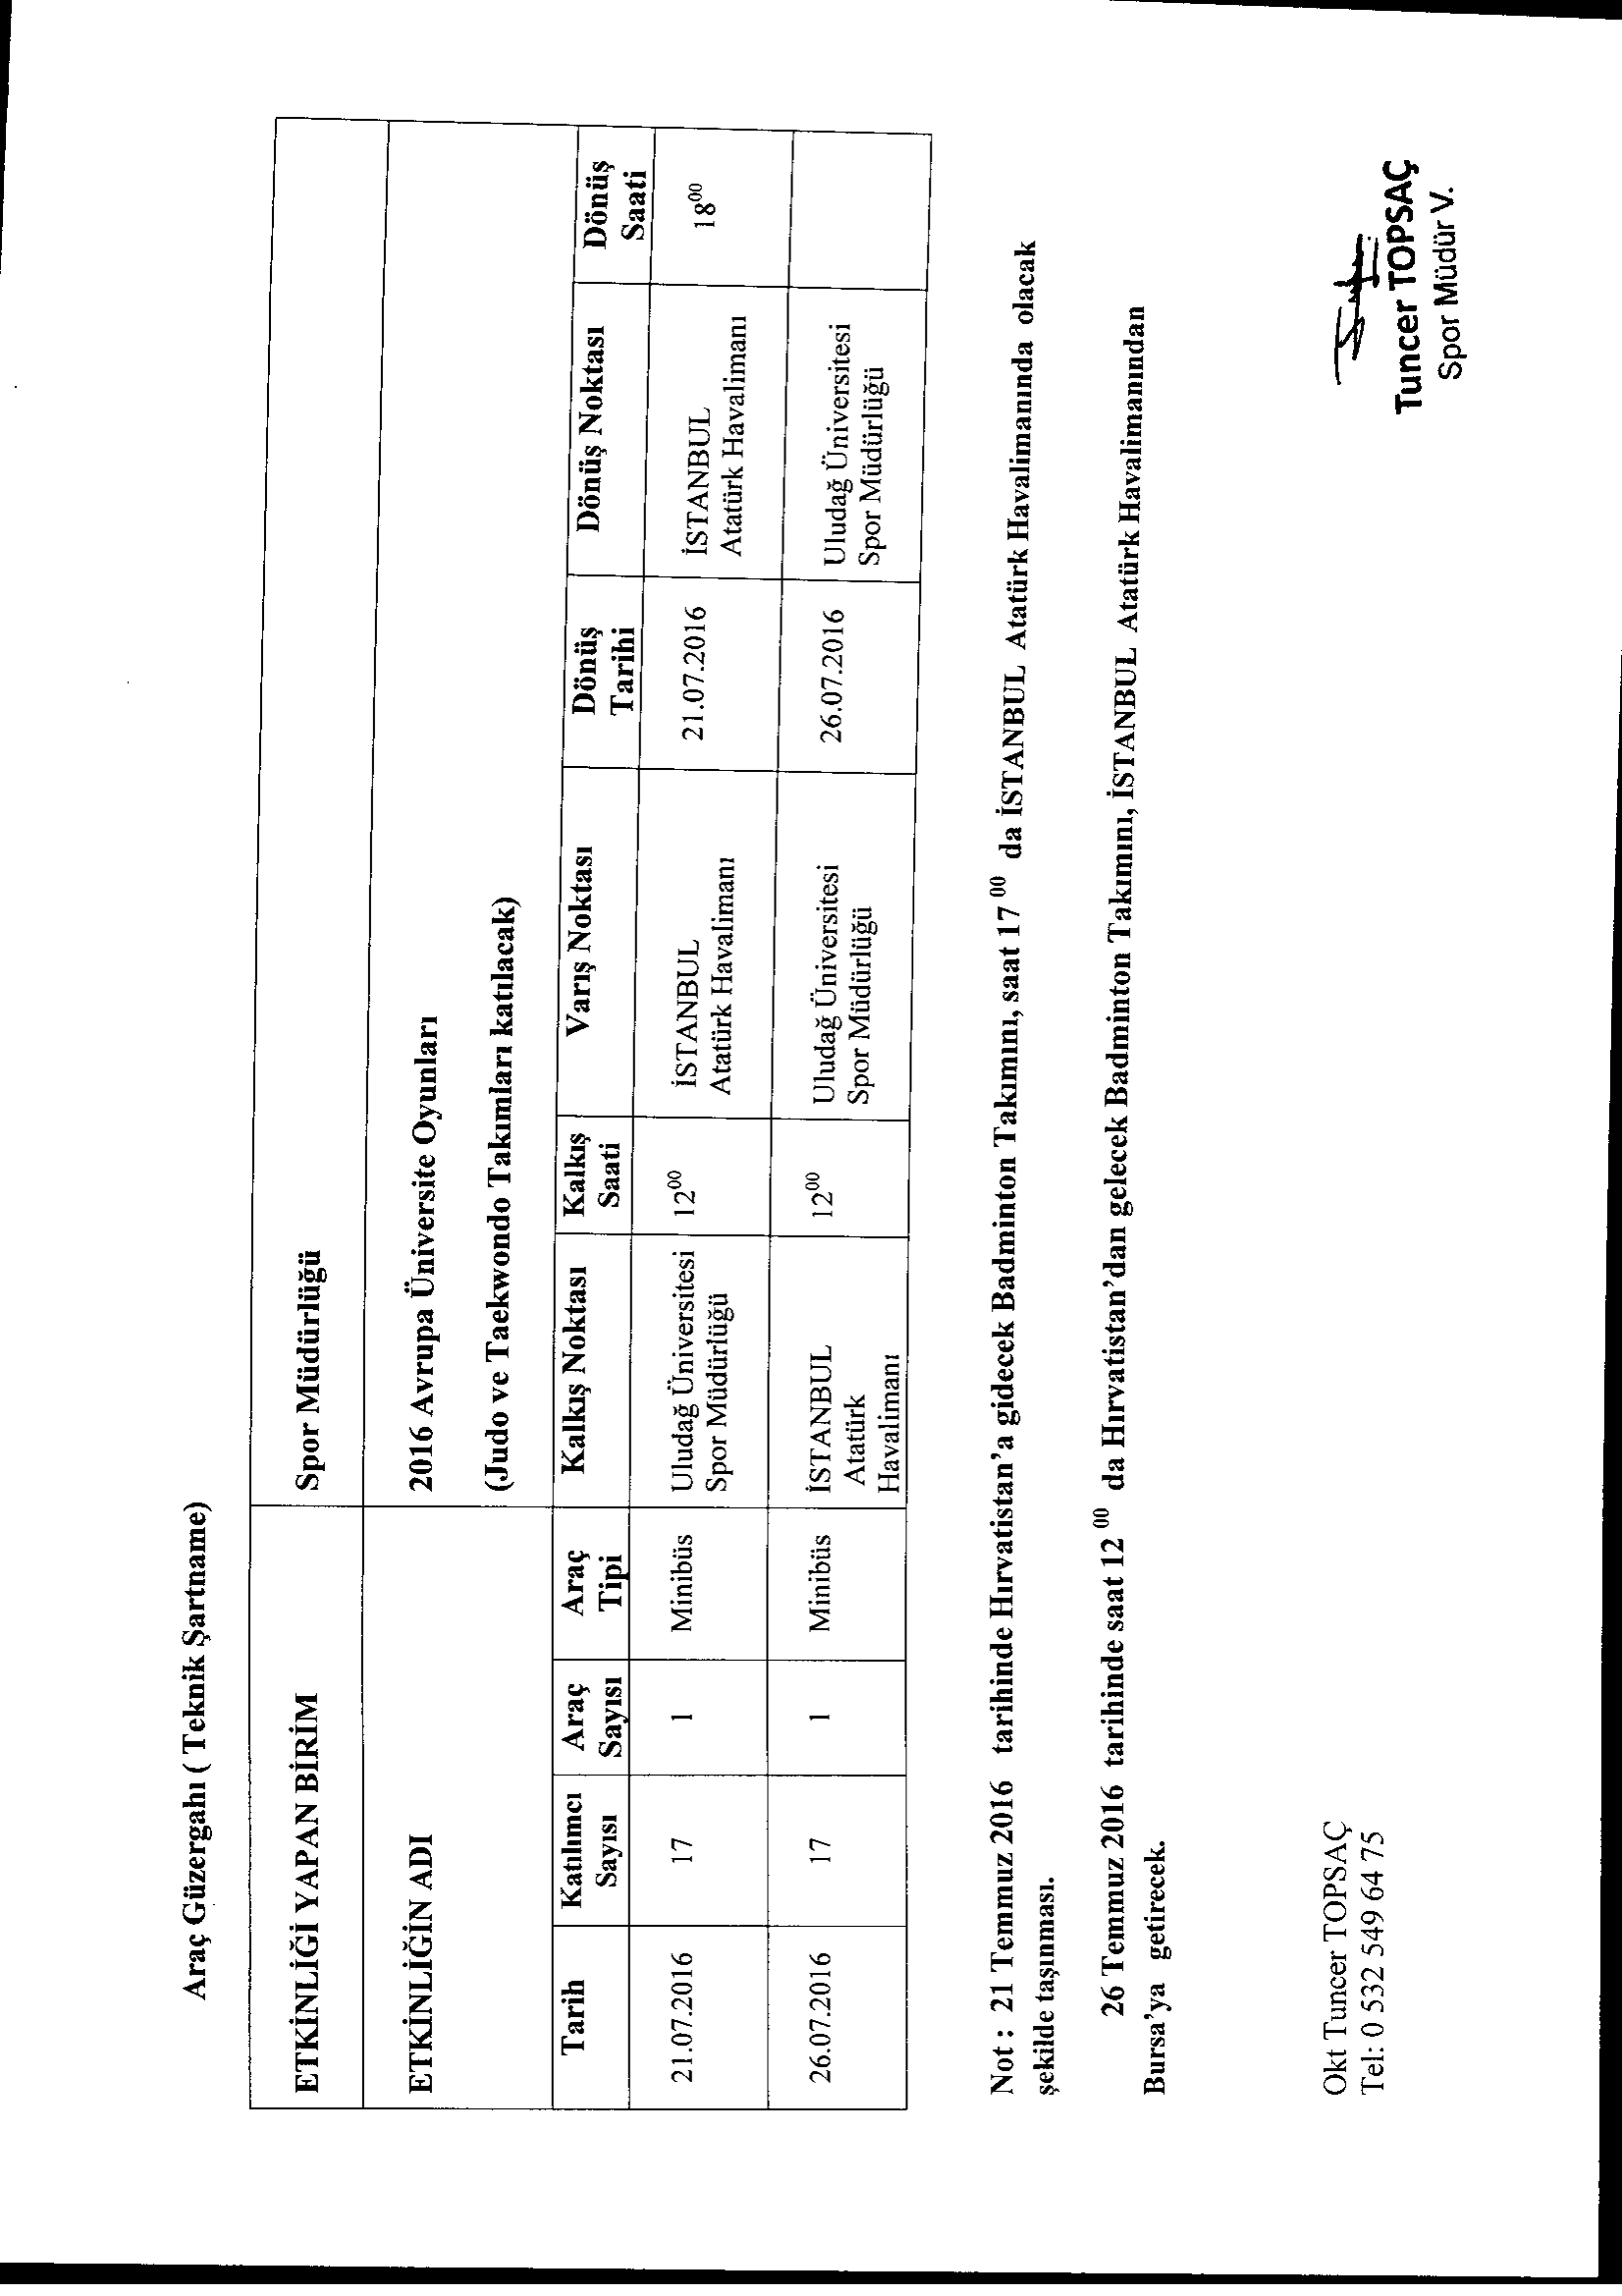 Araç Güzergahı ( Teknik Şartname)
ETKİNLİĞİ YAPAN BİRİM Spor Müdürlüğü
ETKİNLİĞİN ADI 2016 Avrupa Üniversite Oyunları
(Judo ve Taekwondo Takımları katılacak)
Tarih Katılımcı Sayısı Araç Sayısı Araç Tipi Kalkış Noktası Kalkış Saati Varış Noktası Dönüş Tarihi Dönüş Noktası Dönüş Saati
21.07.2016 17 1 Minibüs Uludağ Üniversitesi Spor Müdürlüğü 12⁰⁰ İSTANBUL Atatürk Havalimanı 21.07.2016 İSTANBUL Atatürk Havalimanı 18⁰⁰
26.07.2016 17 1 Minibüs İSTANBUL Atatürk Havalimanı 12⁰⁰ Uludağ Üniversitesi Spor Müdürlüğü 26.07.2016 Uludağ Üniversitesi Spor Müdürlüğü
Not : 21 Temmuz 2016 tarihinde Hırvatistan’a gidecek Badminton Takımını, saat 17⁰⁰ da İSTANBUL Atatürk Havalimanında olacak
şekilde taşınması.
26 Temmuz 2016 tarihinde saat 12 ⁰⁰ da Hırvatistan’dan gelecek Badminton Takımını, İSTANBUL Atatürk Havalimanından
Bursa’ya getirecek.
Okt Tuncer TOPSAÇ
Tel: 0 532 549 64 75
Tuncer TOPSAÇ
Spor Müdür V.